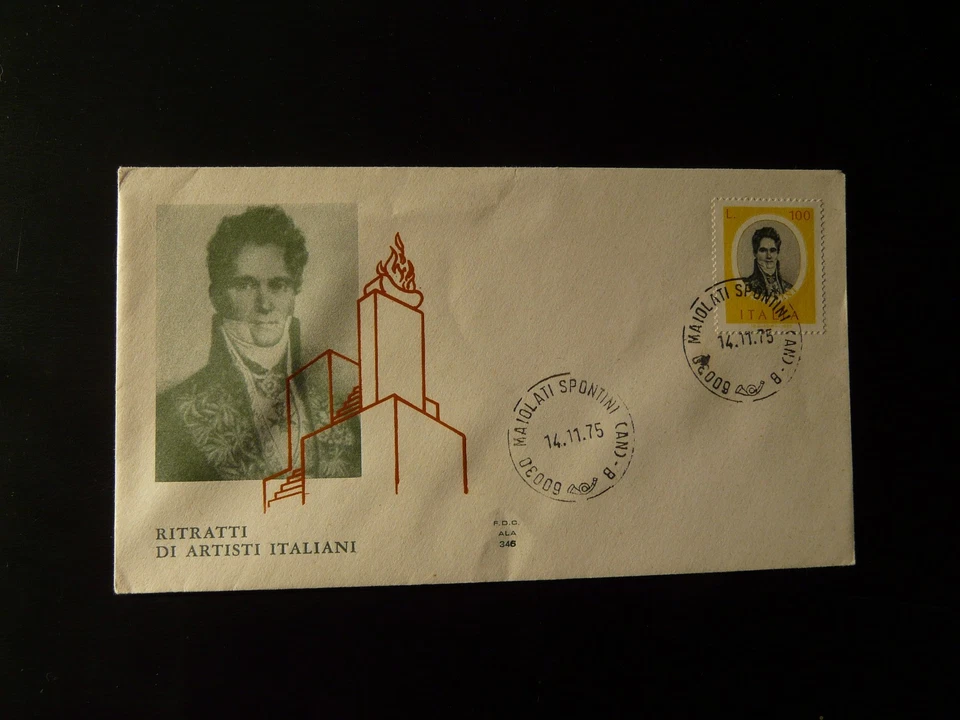 L. 100
ITALIA
60030 MAIOLATI SPONTINI (AN) - B
14.11.75
60030 MAIOLATI SPONTINI (AN) - B
14.11.75
RITRATTI
DI ARTISTI ITALIANI
F.D.C.
ALA
346